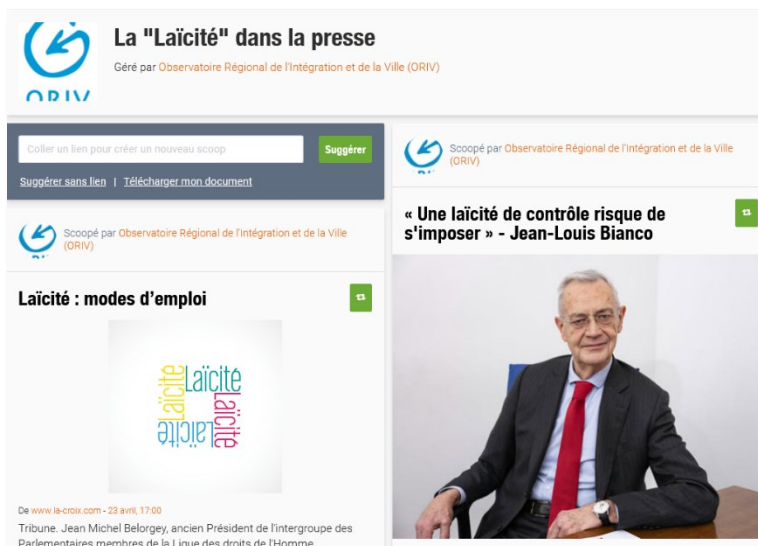 La "Laïcité" dans la presse
Géré par Observatoire Régional de l'Intégration et de la Ville (ORIV)
ORIV
Coller un lien pour créer un nouveau scoop
Suggérer
Suggérer sans lien | Télécharger mon document
Scoopé par Observatoire Régional de l'Intégration et de la Ville
(ORIV)
Laïcité : modes d'emploi
Laïcité
Laïcité
Laïcité
Laïcité
De www.la-croix.com - 23 avril, 17:00
Tribune. Jean Michel Belorgey, ancien Président de l'intergroupe des
Parlementaires membres de la Ligue des droits de l'Homme
Scoopé par Observatoire Régional de l'Intégration et de la Ville
(ORIV)
« Une laïcité de contrôle risque de
s'imposer » - Jean-Louis Bianco